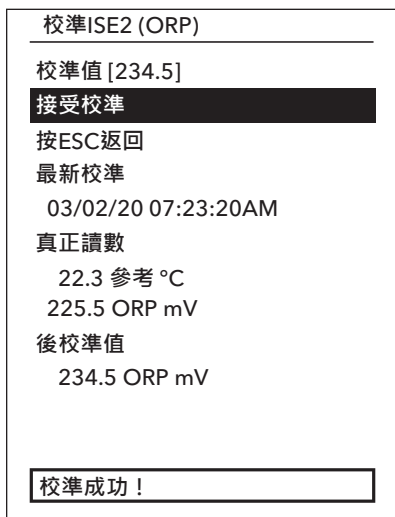 校準ISE2 (ORP)
校準值 [234.5]
接受校準
按ESC返回
最新校準
03/02/20 07:23:20AM
真正讀數
22.3 參考 °C
225.5 ORP mV
後校準值
234.5 ORP mV
校準成功！